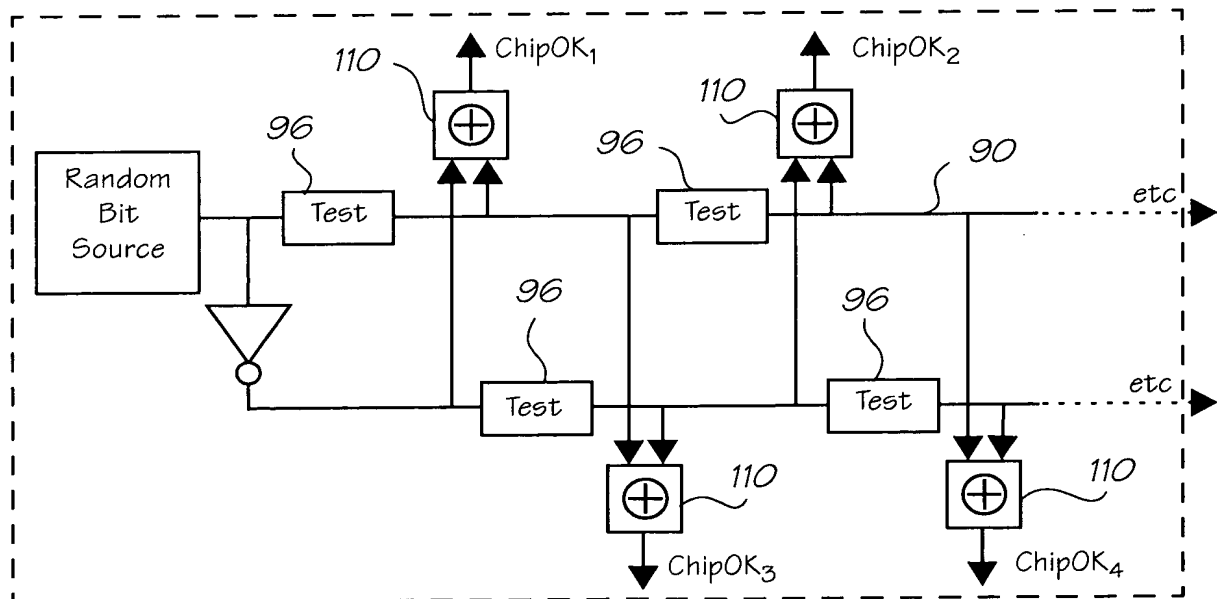 ChipOK₁
ChipOK₂
110
110
96
96
90
Random
Bit
Source
Test
Test
etc
96
96
etc
Test
Test
110
110
ChipOK₃
ChipOK₄